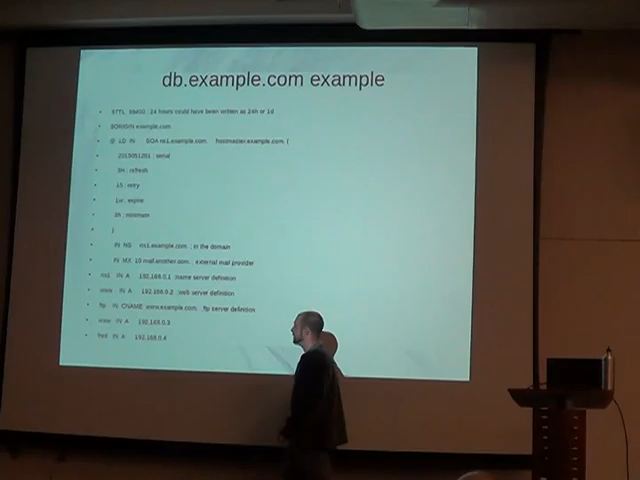 db.example.com example
$TTL 86400 ; 24 hours could have been written as 24h or 1d
$ORIGIN example.com.
@ 1D IN SOA ns1.example.com. hostmaster.example.com. (
; serial
3H ; refresh
15 ; retry
1w ; expire
3h ; minimum
)
IN NS ns1.example.com. ; in the domain
IN MX 10 mail.another.com. ; external mail provider
ns1 IN A 192.168.0.1 ;name server definition
www IN A 192.168.0.2 ;web server definition
ftp IN CNAME www.example.com. ;ftp server definition
www IN A 192.168.0.3
fred IN A 192.168.0.4